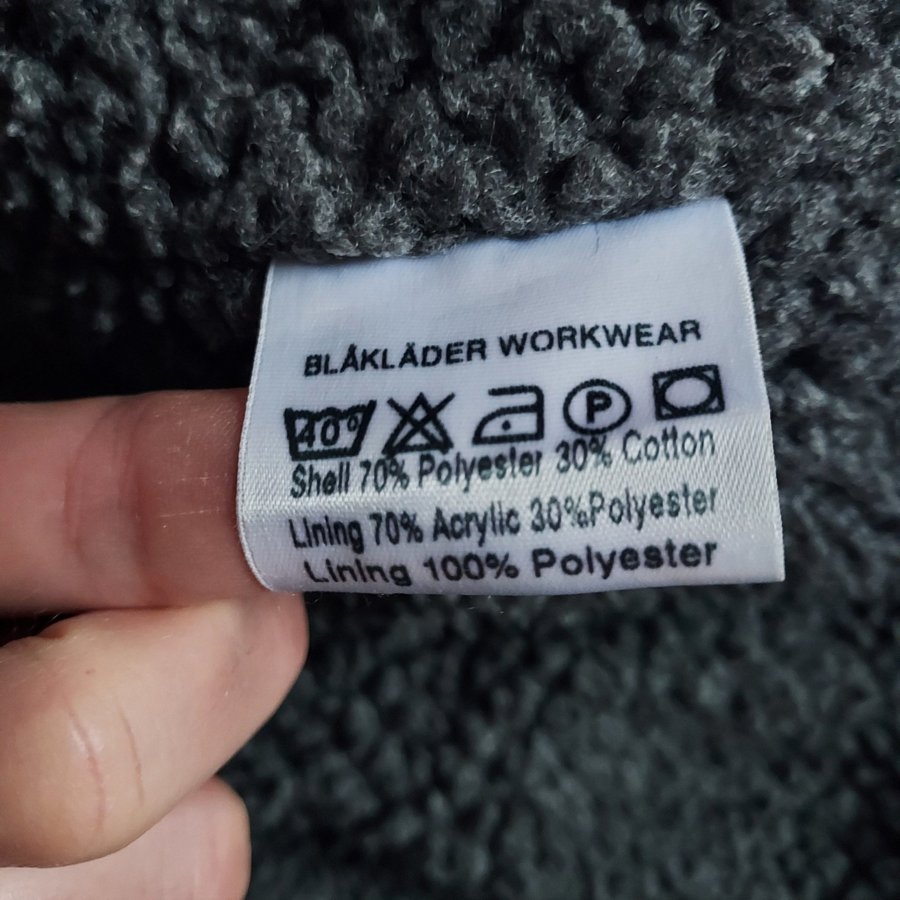 BLÅKLÄDER WORKWEAR
40° P
Shell 70% Polyester 30% Cotton
Lining 70% Acrylic 30%Polyester
Lining 100% Polyester